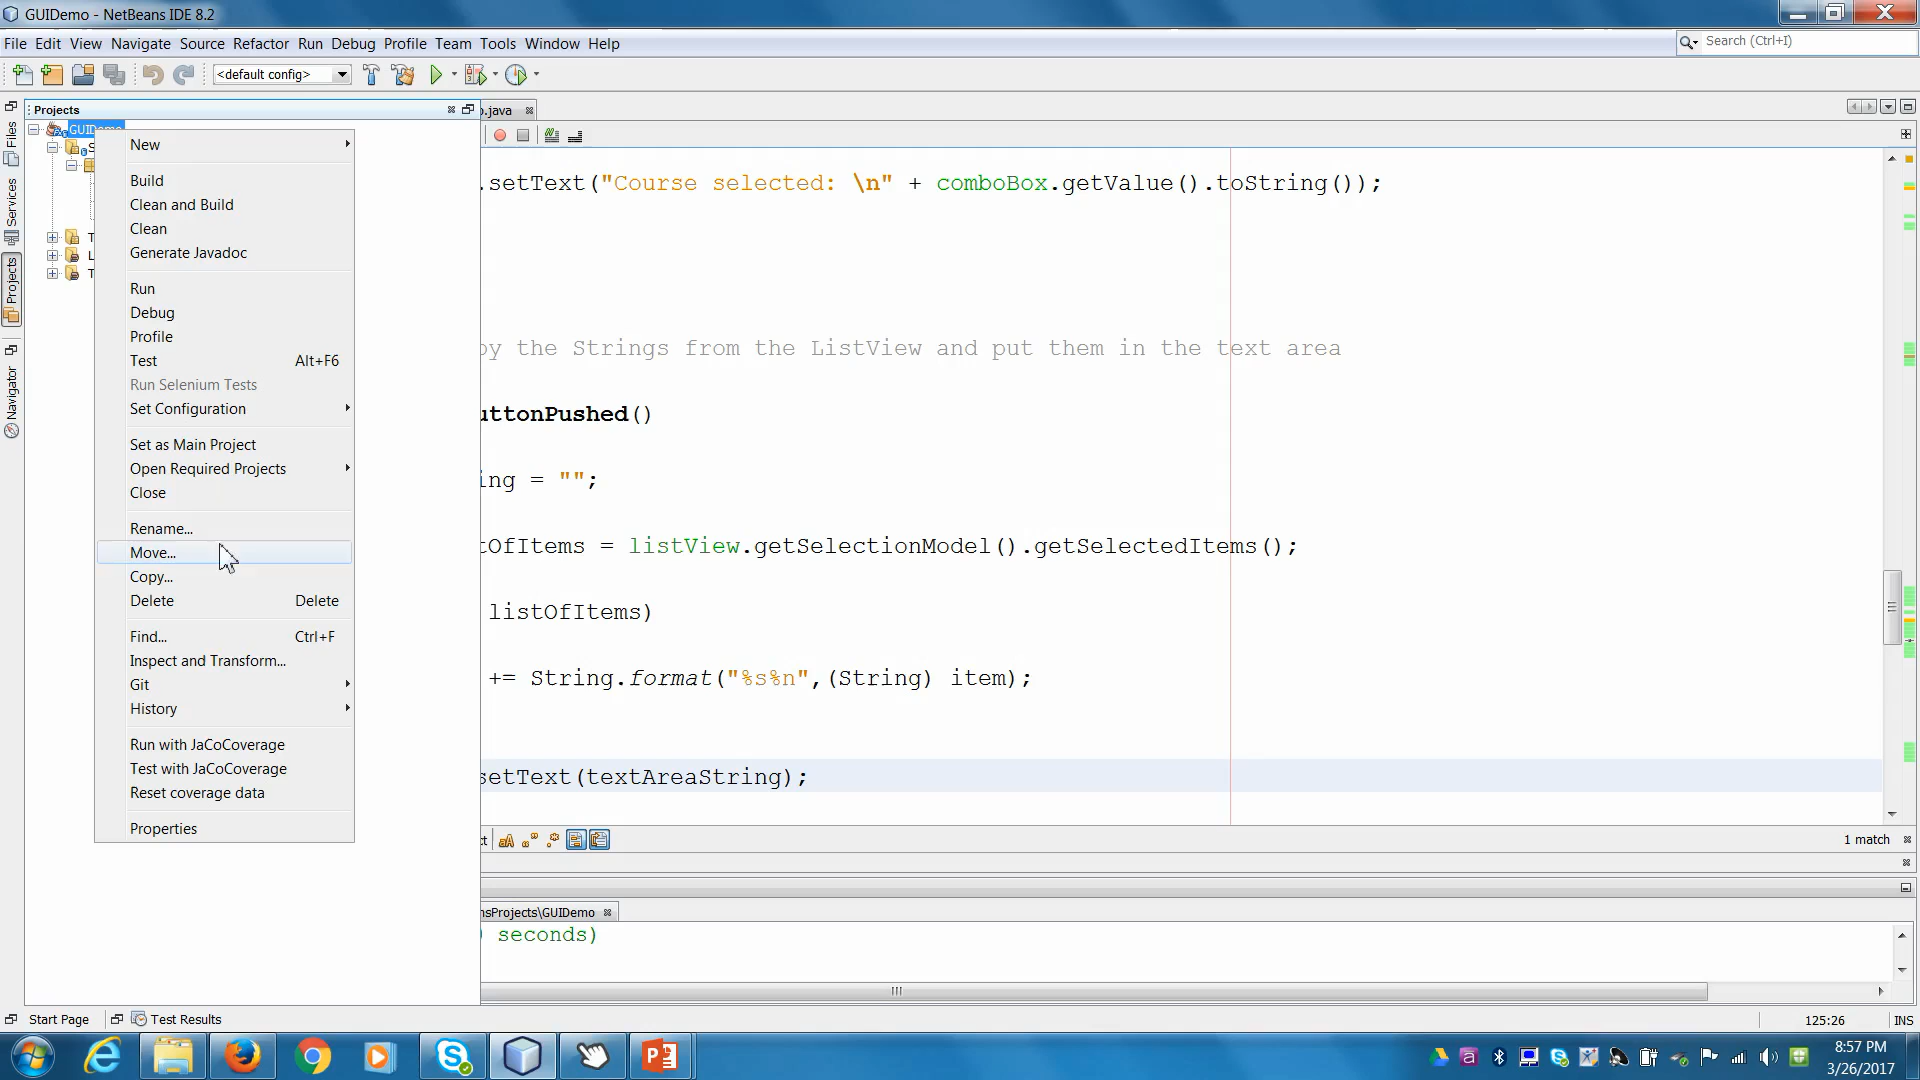 GUIDemo - NetBeans IDE 8.2
File Edit View Navigate Source Refactor Run Debug Profile Team Tools Window Help
Search (Ctrl+I)
<default config>
Projects
.java
Files
Services
Projects
Navigator
GUIDemo
New
Build
Clean and Build
Clean
Generate Javadoc
Run
Debug
Profile
Test Alt+F6
Run Selenium Tests
Set Configuration
Set as Main Project
Open Required Projects
Close
Rename...
Move...
Copy...
Delete Delete
Find... Ctrl+F
Inspect and Transform...
Git
History
Run with JaCoCoverage
Test with JaCoCoverage
Reset coverage data
Properties
.setText("Course selected: \n" + comboBox.getValue().toString());
py the Strings from the ListView and put them in the text area
uttonPushed()
ing = "";
tOfItems = listView.getSelectionModel().getSelectedItems();
listOfItems)
+= String.format("%s%n",(String) item);
setText(textAreaString);
1 match
nsProjects\GUIDemo
seconds)
Start Page
Test Results
125:26
INS
8:57 PM
3/26/2017